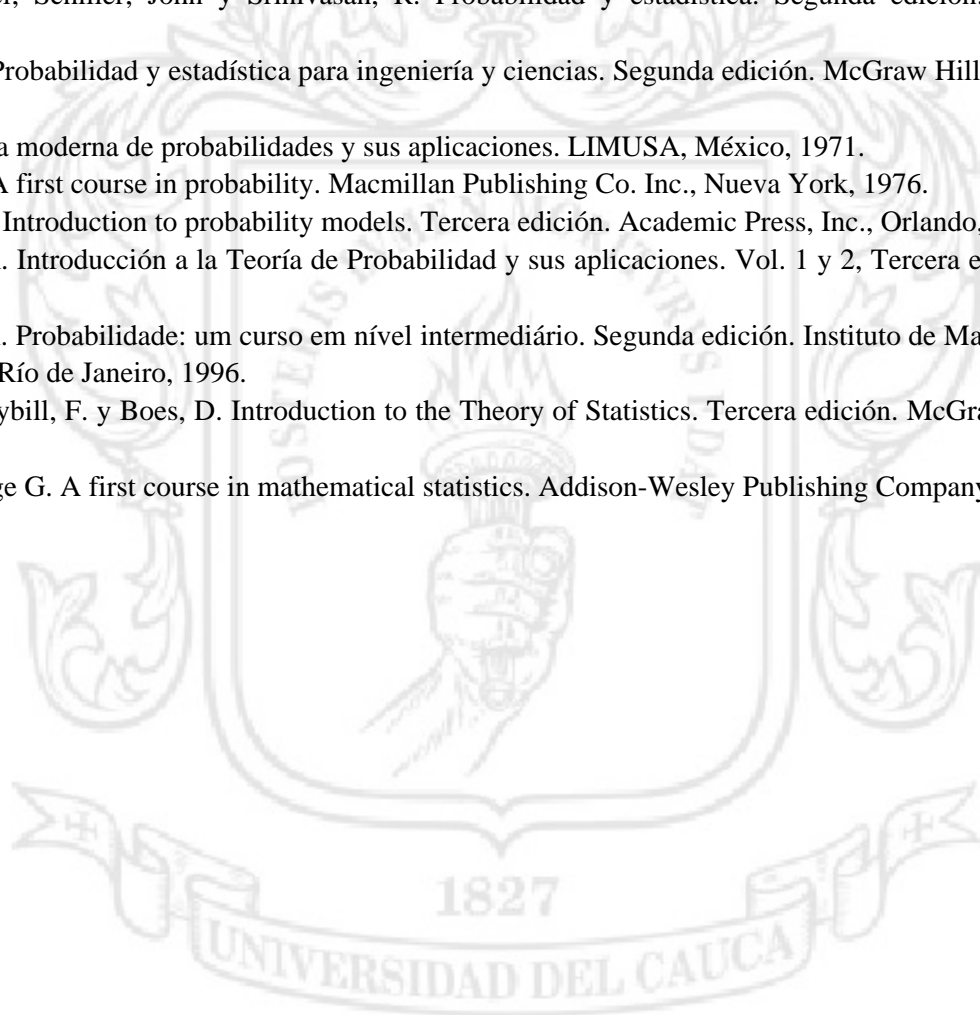 Schiller, John y Srinivasan, R. Probabilidad y estadística. Segunda edición.
Probabilidad y estadística para ingeniería y ciencias. Segunda edición. McGraw Hill
a moderna de probabilidades y sus aplicaciones. LIMUSA, México, 1971.
A first course in probability. Macmillan Publishing Co. Inc., Nueva York, 1976.
Introduction to probability models. Tercera edición. Academic Press, Inc., Orlando,
. Introducción a la Teoría de Probabilidad y sus aplicaciones. Vol. 1 y 2, Tercera e
. Probabilidade: um curso em nível intermediário. Segunda edición. Instituto de Ma
Río de Janeiro, 1996.
ybill, F. y Boes, D. Introduction to the Theory of Statistics. Tercera edición. McGra
ge G. A first course in mathematical statistics. Addison-Wesley Publishing Company
1827
UNIVERSIDAD DEL CAUCA